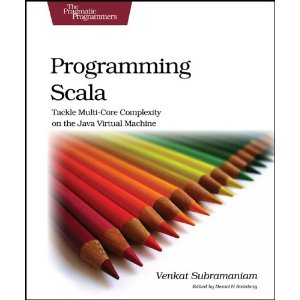 The
Pragmatic
Programmers
Programming
Scala
Tackle Multi-Core Complexity
on the Java Virtual Machine
Venkat Subramaniam
Edited by Daniel H Steinberg